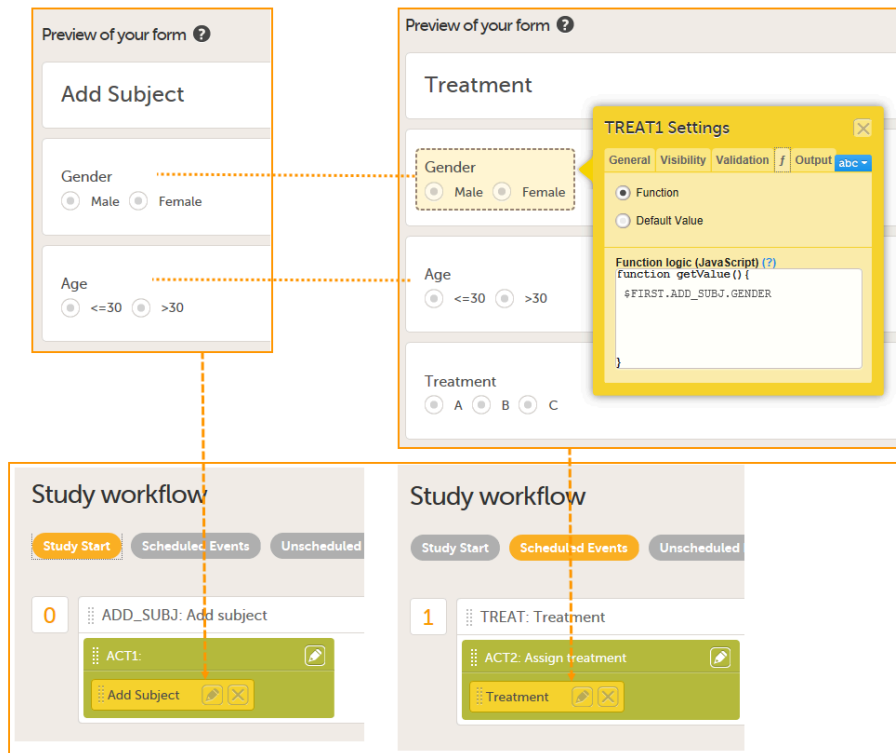 Preview of your form ?
Add Subject
Gender
Male Female
Age
<=30 >30
Preview of your form ?
Treatment
Gender
Male Female
Age
<=30 >30
Treatment
A B C
TREAT1 Settings
General Visibility Validation f Output abc
Function
Default Value
Function logic (JavaScript) (?)
function getValue(){
$FIRST.ADD_SUBJ.GENDER
}
Study workflow
Study Start Scheduled Events Unscheduled
0 ADD_SUBJ: Add subject
ACT1:
Add Subject
Study workflow
Study Start Scheduled Events Unscheduled
1 TREAT: Treatment
ACT2: Assign treatment
Treatment